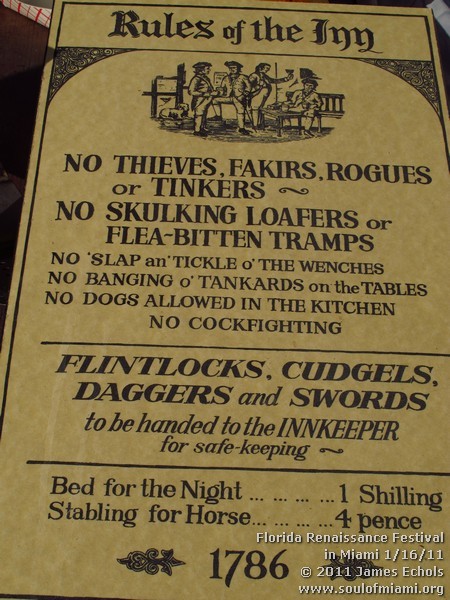 Rules of the Inn
NO THIEVES, FAKIRS, ROGUES
or TINKERS ~
NO SKULKING LOAFERS or
FLEA-BITTEN TRAMPS
NO 'SLAP an' TICKLE o' THE WENCHES
NO BANGING o' TANKARDS on the TABLES
NO DOGS ALLOWED IN THE KITCHEN
NO COCKFIGHTING
FLINTLOCKS, CUDGELS,
DAGGERS and SWORDS
to be handed to the INNKEEPER
for safe-keeping ~
Bed for the Night ... ... ... ... 1 Shilling
Stabling for Horse... ... ... 4 pence
1786
Florida Renaissance Festival
in Miami 1/16/11
© 2011 James Echols
www.soulofmiami.org